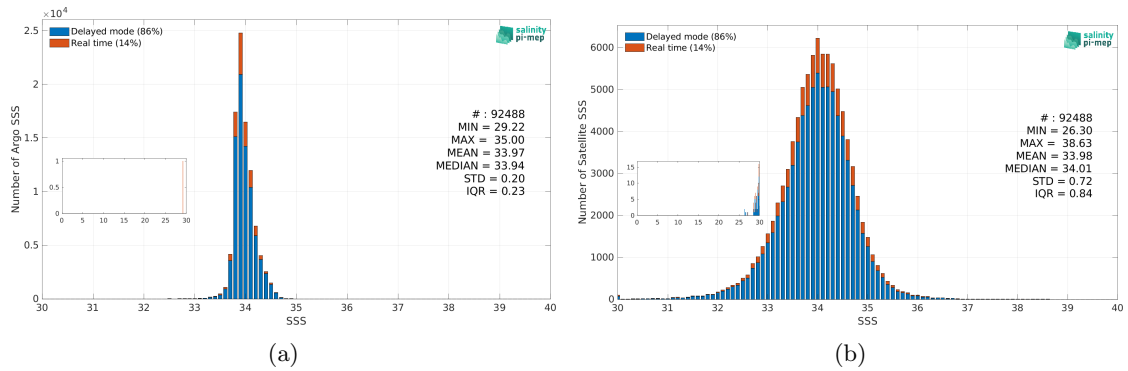 ×10⁴
Delayed mode (86%)
Real time (14%)
salinity
pi-mep
# : 92488
MIN = 29.22
MAX = 35.00
MEAN = 33.97
MEDIAN = 33.94
STD = 0.20
IQR = 0.23
Number of Argo SSS
2.5
2
1.5
1
0.5
0
1
0.5
0
0 5 10 15 20 25 30
30 31 32 33 34 35 36 37 38 39 40
SSS
(a)
Delayed mode (86%)
Real time (14%)
salinity
pi-mep
# : 92488
MIN = 26.30
MAX = 38.63
MEAN = 33.98
MEDIAN = 34.01
STD = 0.72
IQR = 0.84
Number of Satellite SSS
6000
5000
4000
3000
2000
1000
0
15
10
5
0
0 5 10 15 20 25 30
30 31 32 33 34 35 36 37 38 39 40
SSS
(b)